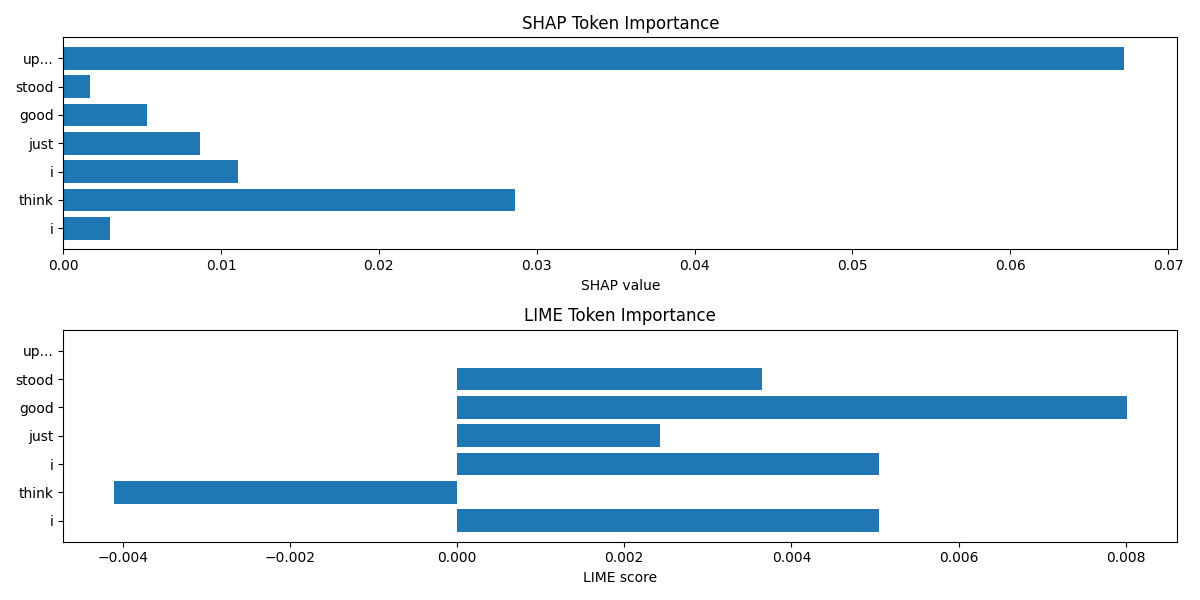 SHAP Token Importance
up...
stood
good
just
i
think
i
0.00 0.01 0.02 0.03 0.04 0.05 0.06 0.07
SHAP value
LIME Token Importance
up...
stood
good
just
i
think
i
−0.004 −0.002 0.000 0.002 0.004 0.006 0.008
LIME score